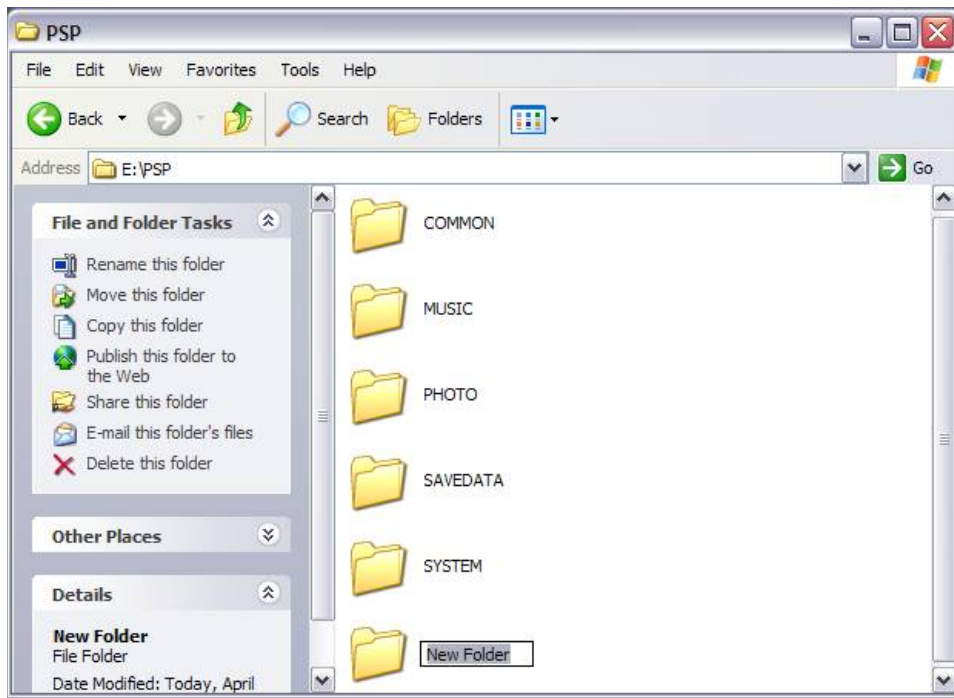 PSP
File Edit View Favorites Tools Help
Back Search Folders
Address E:\PSP Go
File and Folder Tasks
Rename this folder
Move this folder
Copy this folder
Publish this folder to
the Web
Share this folder
E-mail this folder's files
Delete this folder
Other Places
Details
New Folder
File Folder
Date Modified: Today, April
COMMON
MUSIC
PHOTO
SAVEDATA
SYSTEM
New Folder